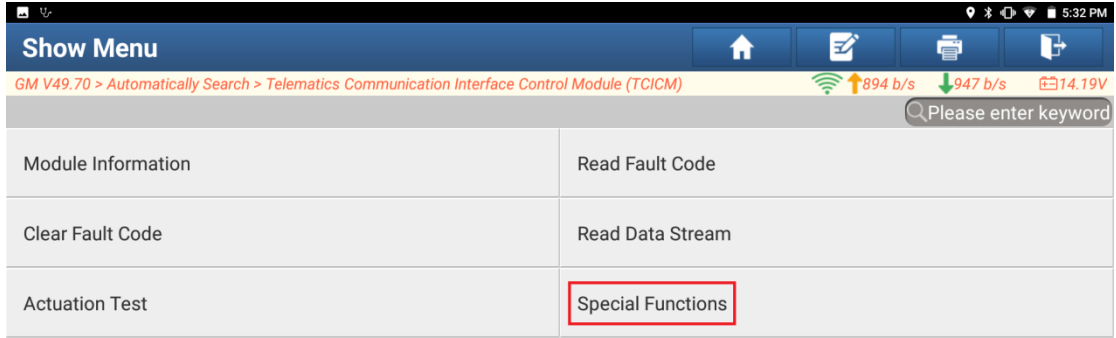 5:32 PM
Show Menu
GM V49.70 > Automatically Search > Telematics Communication Interface Control Module (TCICM) 894 b/s 947 b/s 14.19V
Please enter keyword
Module Information Read Fault Code
Clear Fault Code Read Data Stream
Actuation Test Special Functions